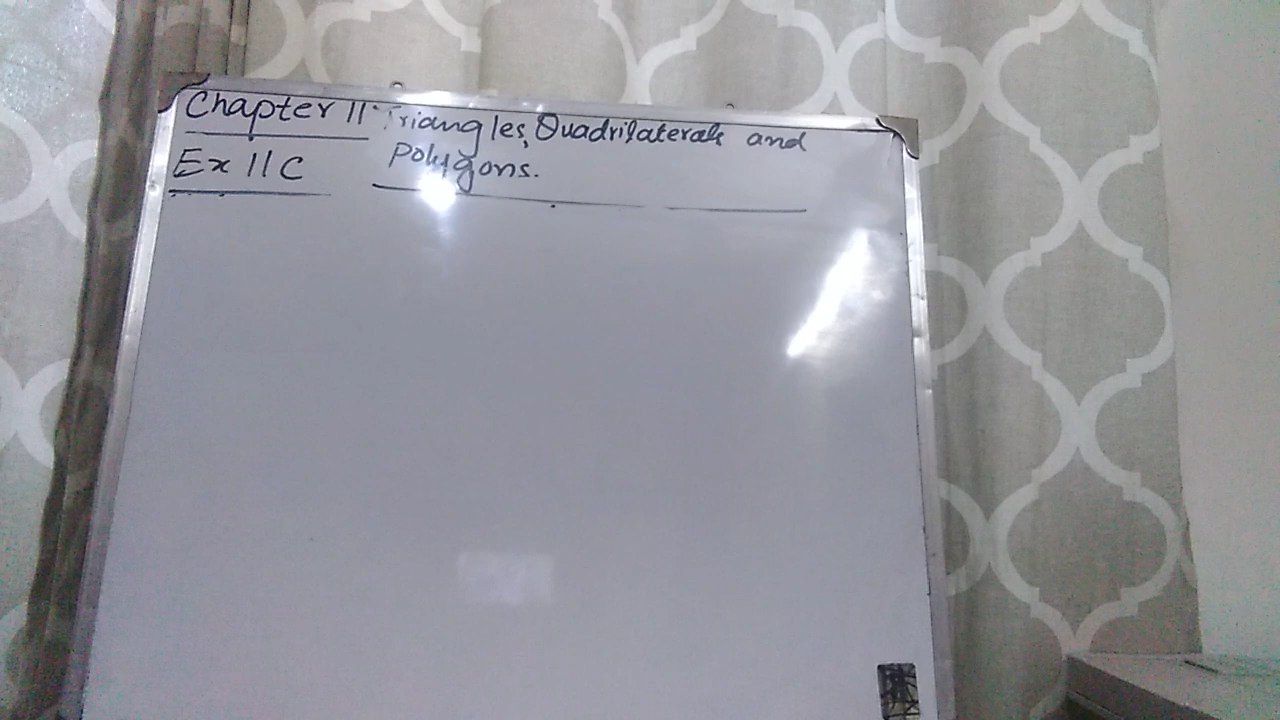 Chapter 11: Triangles, Quadrilaterals and
Ex 11C Polygons.